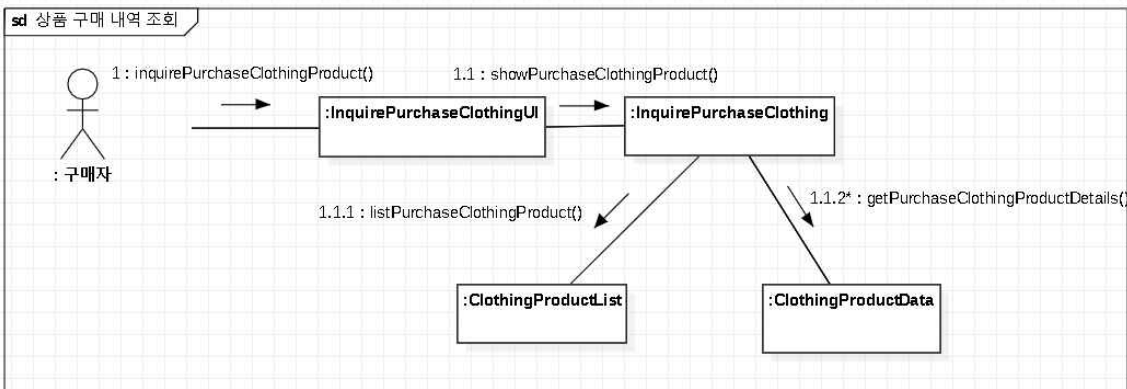 sd 상품 구매 내역 조회
1 : inquirePurchaseClothingProduct()
1.1 : showPurchaseClothingProduct()
:InquirePurchaseClothingUI
:InquirePurchaseClothing
: 구매자
1.1.1 : listPurchaseClothingProduct()
1.1.2* : getPurchaseClothingProductDetails()
:ClothingProductList
:ClothingProductData